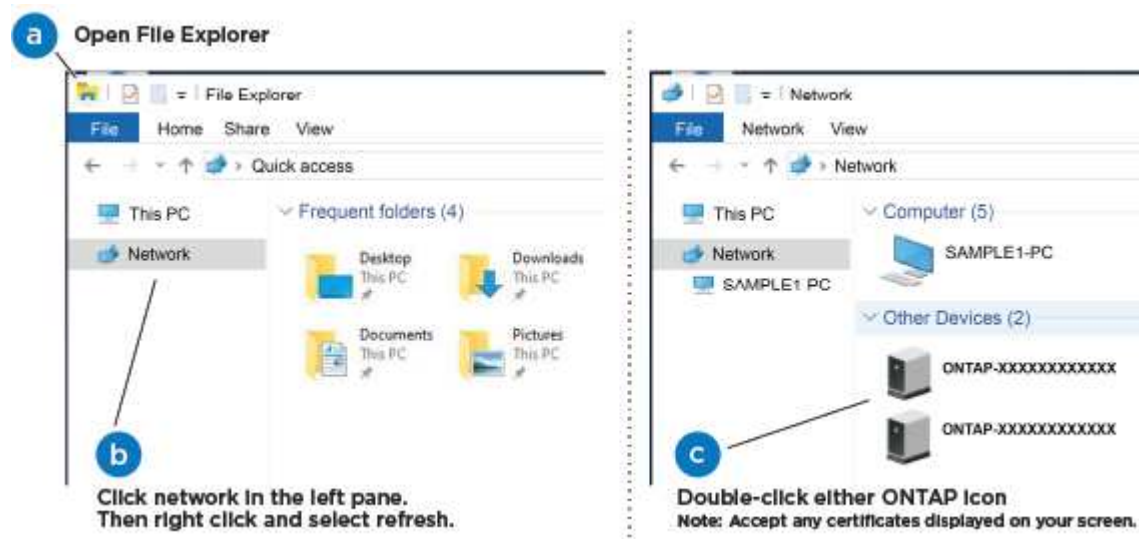 a Open File Explorer
File Explorer
File Home Share View
Quick access
This PC
Network
Frequent folders (4)
Desktop
This PC
Downloads
This PC
Documents
This PC
Pictures
This PC
b
Click network in the left pane.
Then right click and select refresh.
Network
File Network View
Network
This PC
Network
SAMPLE1 PC
Computer (5)
SAMPLE1-PC
Other Devices (2)
ONTAP-XXXXXXXXXXXX
ONTAP-XXXXXXXXXXXX
c
Double-click either ONTAP icon
Note: Accept any certificates displayed on your screen.